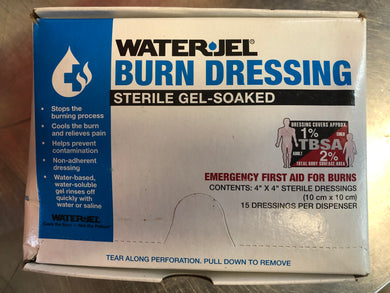 WATER·JEL®
BURN DRESSING
STERILE GEL-SOAKED
• Stops the
burning process
• Cools the burn
and relieves pain
• Helps prevent
contamination
• Non-adherent
dressing
• Water-based,
water-soluble
gel rinses off
quickly with
water or saline
WATER·JEL
DRESSING COVERS APPROX.
1% CHILD
TBSA
ADULT 2%
TOTAL BODY SURFACE AREA
EMERGENCY FIRST AID FOR BURNS
CONTENTS: 4" X 4" STERILE DRESSINGS
(10 cm x 10 cm)
15 DRESSINGS PER DISPENSER
TEAR ALONG PERFORATION. PULL DOWN TO REMOVE